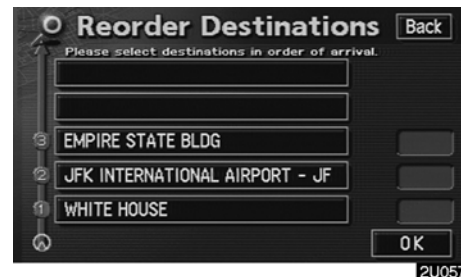 Reorder Destinations Back
Please select destinations in order of arrival.
3 EMPIRE STATE BLDG
2 JFK INTERNATIONAL AIRPORT - JF
1 WHITE HOUSE
OK
2U057